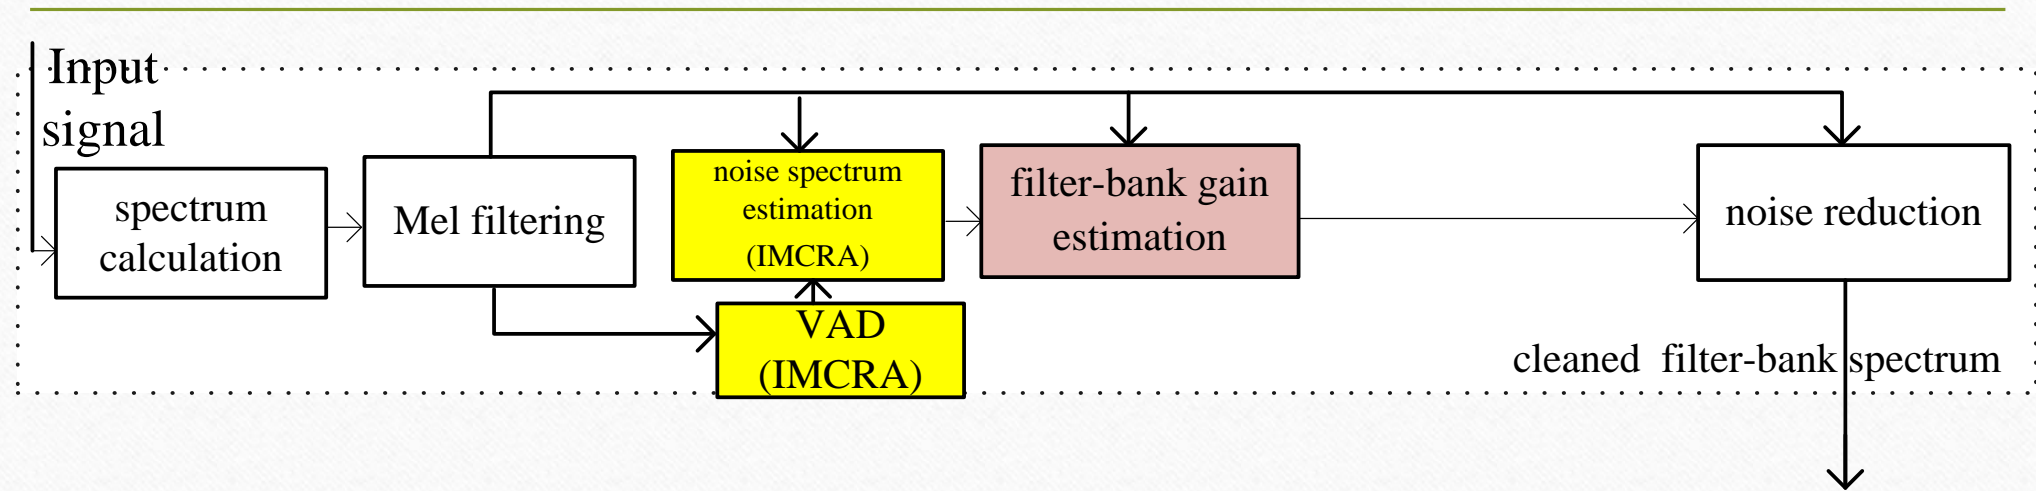 Input
signal
spectrum
calculation
Mel filtering
noise spectrum
estimation
(IMCRA)
VAD
(IMCRA)
filter-bank gain
estimation
noise reduction
cleaned filter-bank spectrum